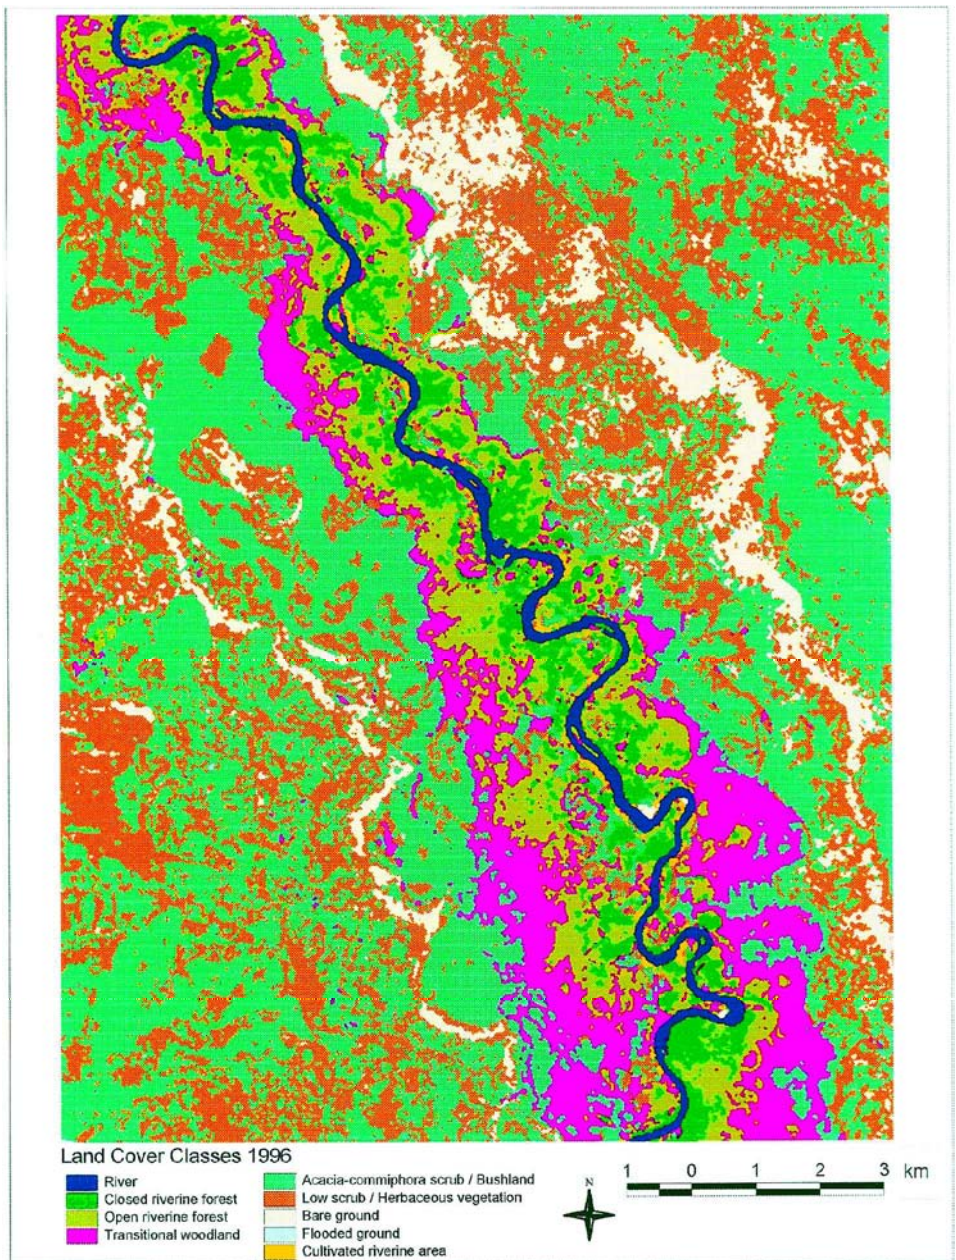 Land Cover Classes 1996
River
Closed riverine forest
Open riverine forest
Transitional woodland
Acacia-commiphora scrub / Bushland
Low scrub / Herbaceous vegetation
Bare ground
Flooded ground
Cultivated riverine area
N
1 0 1 2 3 km